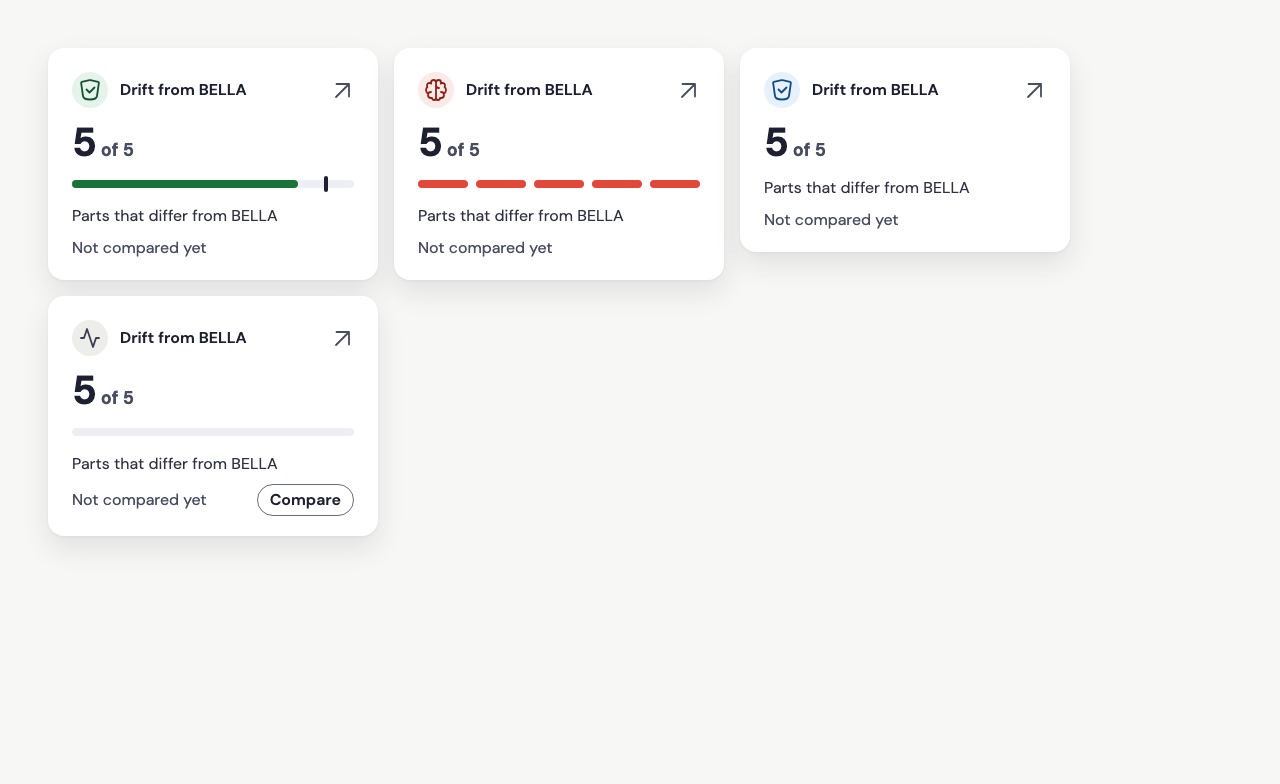 Drift from BELLA
5 of 5
Parts that differ from BELLA
Not compared yet
Drift from BELLA
5 of 5
Parts that differ from BELLA
Not compared yet
Drift from BELLA
5 of 5
Parts that differ from BELLA
Not compared yet
Drift from BELLA
5 of 5
Parts that differ from BELLA
Not compared yet Compare